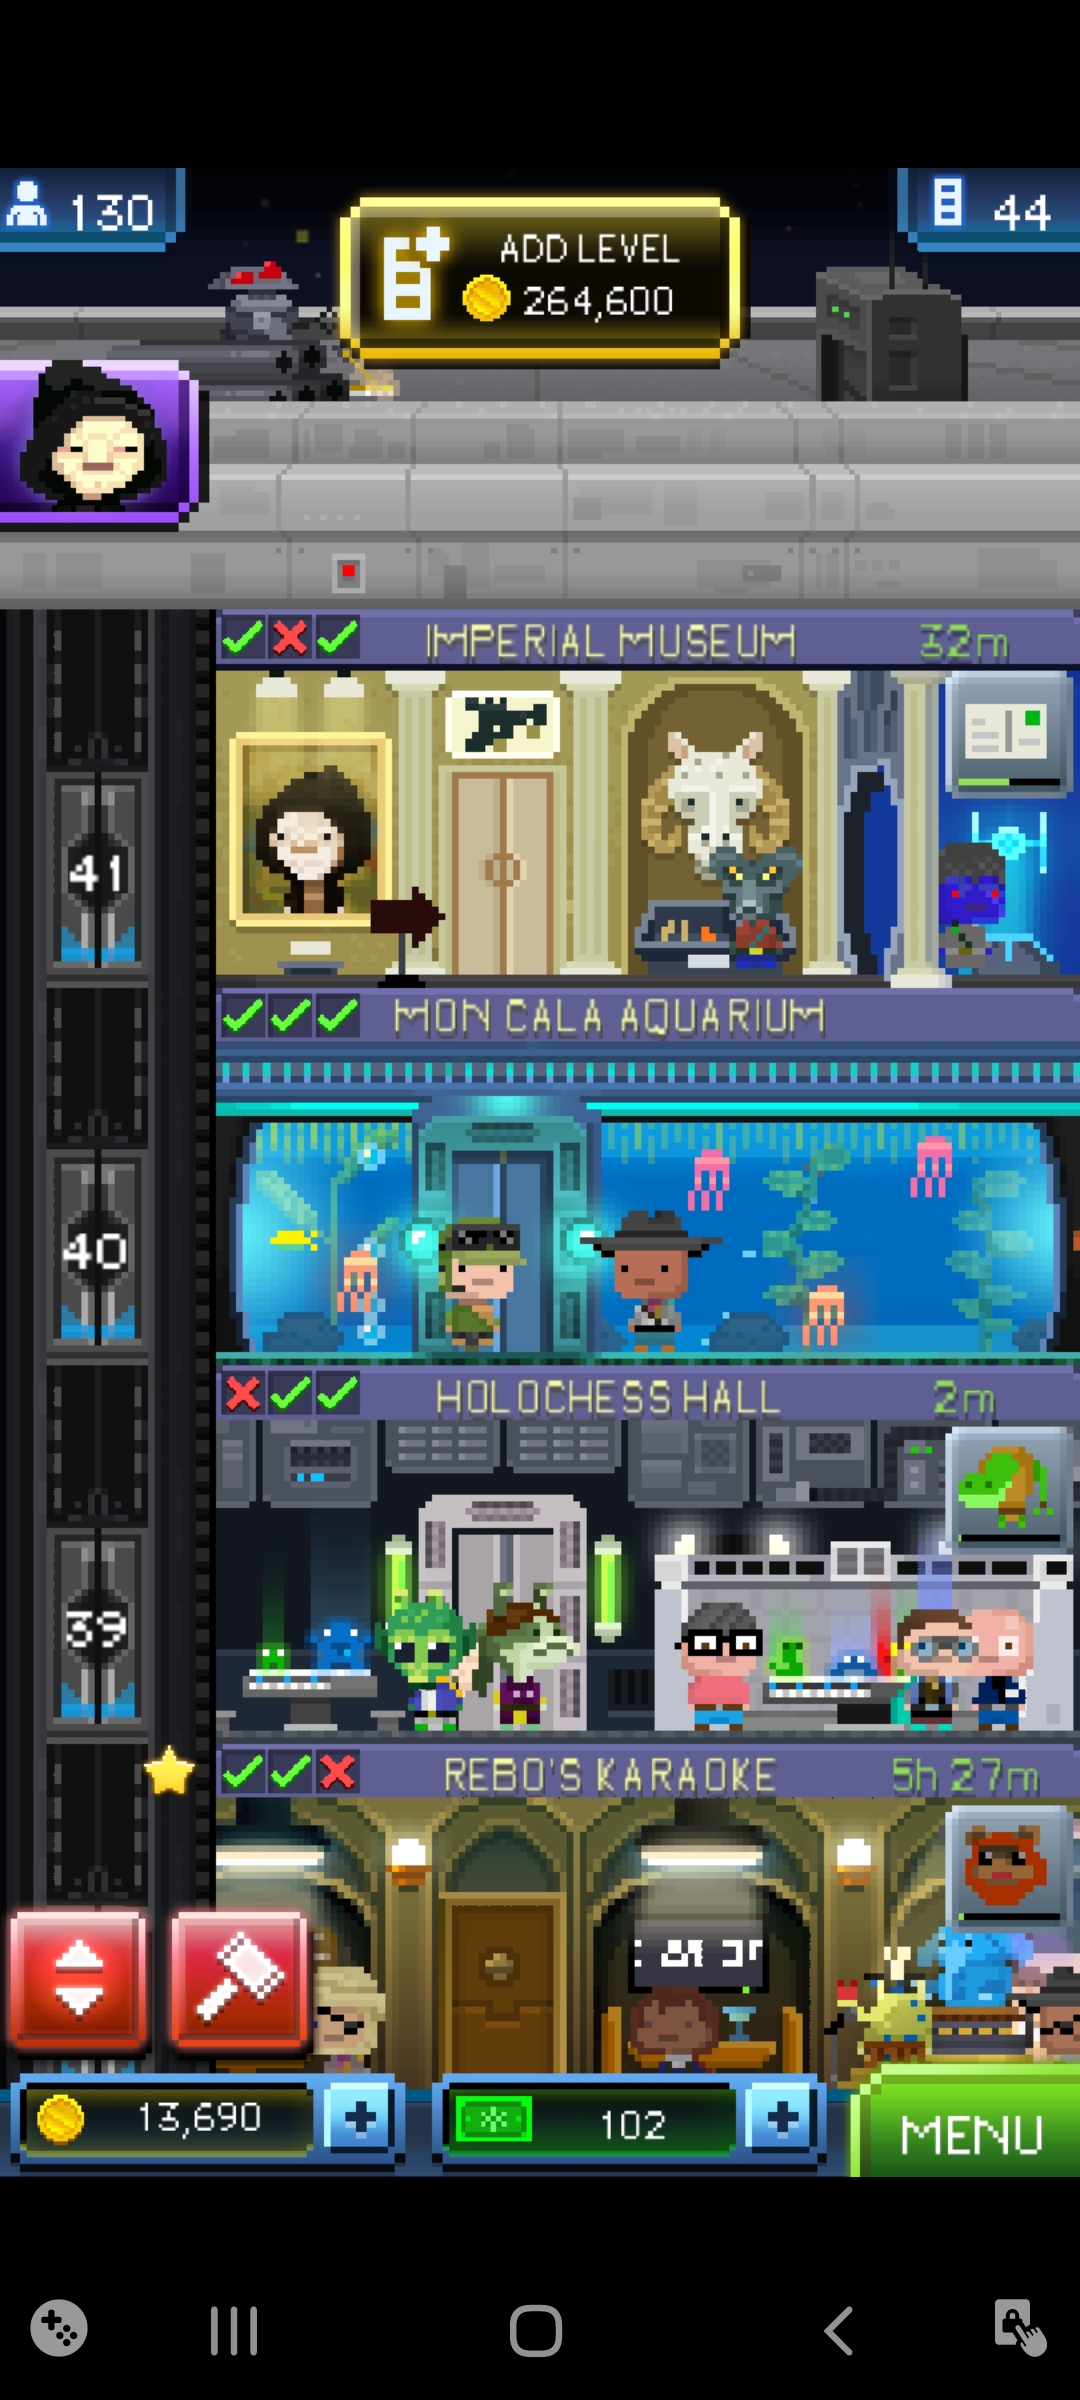 130
ADD LEVEL
264,600
44
IMPERIAL MUSEUM 32m
41
MON CALA AQUARIUM
40
HOLOCHESS HALL 2m
39
REBO'S KARAOKE 5h 27m
13,690
102
MENU